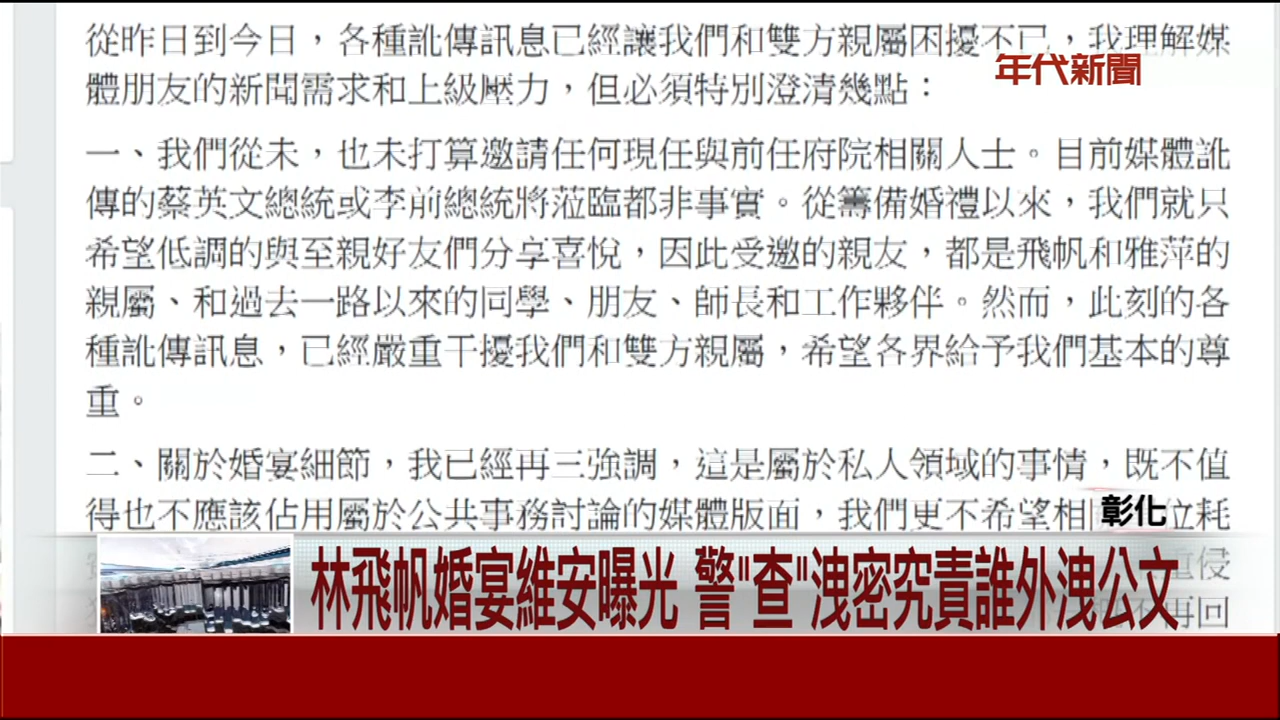 從昨日到今日，各種訛傳訊息已經讓我們和雙方親屬困擾不已，我理解媒
年代新聞
體朋友的新聞需求和上級壓力，但必須特別澄清幾點：
一、我們從未，也未打算邀請任何現任與前任府院相關人士。目前媒體訛
傳的蔡英文總統或李前總統將蒞臨都非事實。從籌備婚禮以來，我們就只
希望低調的與至親好友們分享喜悅，因此受邀的親友，都是飛帆和雅萍的
親屬、和過去一路以來的同學、朋友、師長和工作夥伴。然而，此刻的各
種訛傳訊息，已經嚴重干擾我們和雙方親屬，希望各界給予我們基本的尊
重。
二、關於婚宴細節，我已經再三強調，這是屬於私人領域的事情，既不值
得也不應該佔用屬於公共事務討論的媒體版面，我們更不希望相
位耗
彰化
侵
林飛帆婚宴維安曝光 警"查"洩密究責誰外洩公文
再回